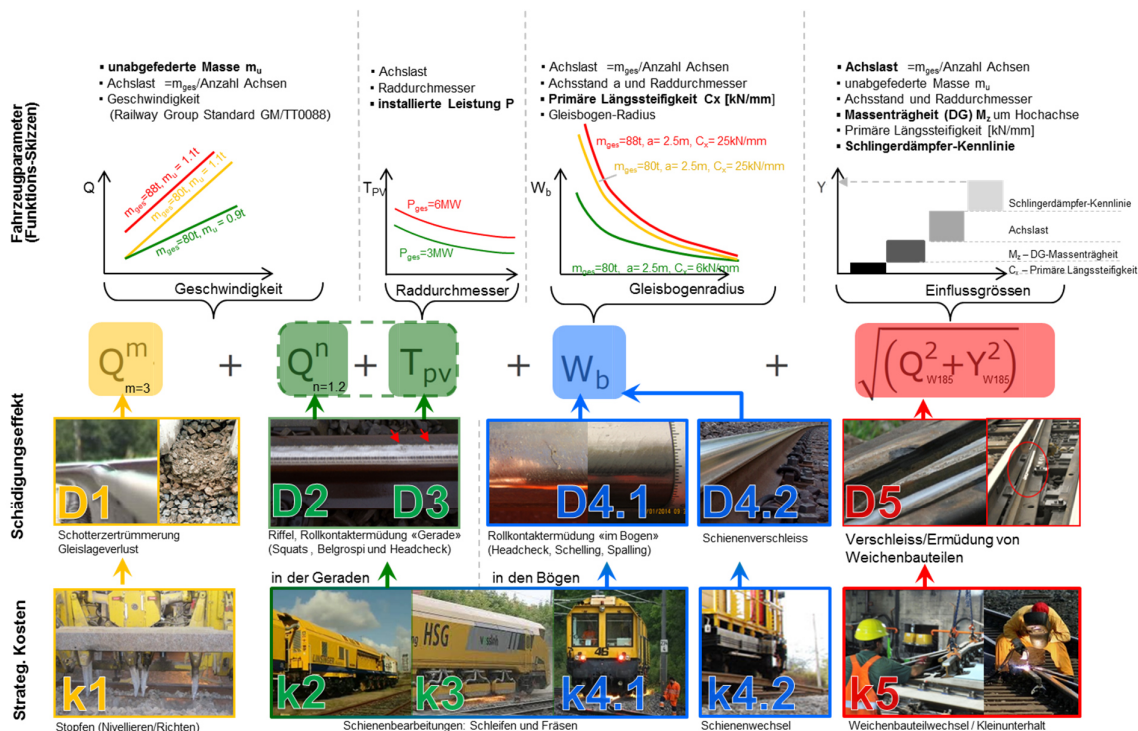 Fahrzeugparameter
(Funktions-Skizzen)
▪ unabgefederte Masse mu
▪ Achslast =mges/Anzahl Achsen
▪ Geschwindigkeit
(Railway Group Standard GM/TT0088)
Q
mges=88t, mu = 1.1t
mges=80t, mu = 1.1t
mges=80t, mu = 0.9t
Geschwindigkeit
▪ Achslast
▪ Raddurchmesser
▪ installierte Leistung P
TPV
Pges=6MW
Pges=3MW
Raddurchmesser
▪ Achslast =mges/Anzahl Achsen
▪ Achsstand a und Raddurchmesser
▪ Primäre Längssteifigkeit Cx [kN/mm]
▪ Gleisbogen-Radius
Wb
mges=88t, a= 2.5m, Cx= 25kN/mm
mges=80t, a= 2.5m, Cx= 25kN/mm
mges=80t, a= 2.5m, Cx= 6kN/mm
Gleisbogenradius
▪ Achslast =mges/Anzahl Achsen
▪ unabgefederte Masse mu
▪ Achsstand und Raddurchmesser
▪ Massenträgheit (DG) Mz um Hochachse
▪ Primäre Längssteifigkeit [kN/mm]
▪ Schlingerdämpfer-Kennlinie
Y
Schlingerdämpfer-Kennlinie
Achslast
Mz – DG-Massenträgheit
Cx – Primäre Längssteifigkeit
Einflussgrössen
Q^m m=3 + Q^n n=1.2 + Tpv + Wb + √(Q²W185+Y²W185)
Schädigungseffekt
D1
D2
D3
D4.1
D4.2
D5
Schotterzertrümmerung
Gleislageverlust
Riffel, Rollkontaktermüdung «Gerade»
(Squats , Belgrospi und Headcheck)
Rollkontaktermüdung «im Bogen»
(Headcheck, Schelling, Spalling)
Schienenverschleiss
Verschleiss/Ermüdung von
Weichenbauteilen
in der Geraden
in den Bögen
Strateg. Kosten
HSG
k1
k2
k3
k4.1
k4.2
k5
Stopfen (Nivellieren/Richten)
Schienenbearbeitungen: Schleifen und Fräsen
Schienenwechsel
Weichenbauteilwechsel / Kleinunterhalt